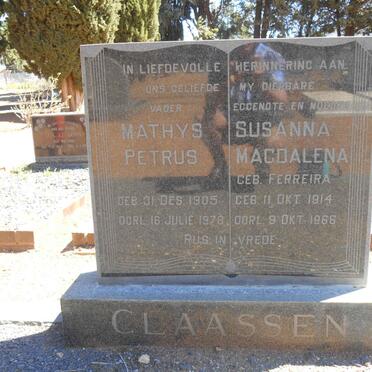 IN LIEFDEVOLLE HERINNERING AAN
ONS GELIEFDE
VADER
MATHYS
PETRUS
GEB. 31 DES. 1905
OORL. 16 JULIE 1978
MY DIERBARE
EGGENOTE EN MOEDER
SUSANNA
MAGDALENA
GEB. FERREIRA
GEB. 11 OKT. 1914
OORL. 9 OKT. 1966
RUS IN VREDE
CLAASSEN